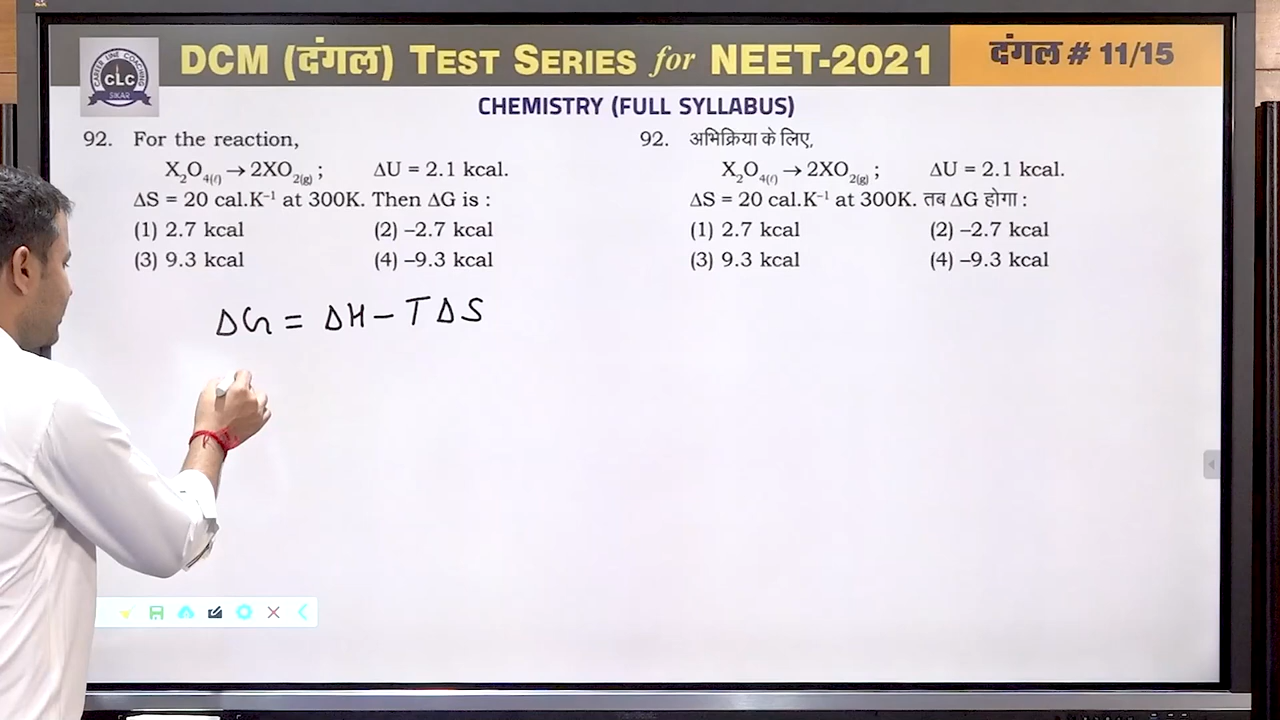 CAREER LINE COACHING
CLC
SIKAR
DCM (दंगल) TEST SERIES for NEET-2021
दंगल # 11/15
CHEMISTRY (FULL SYLLABUS)
92. For the reaction,
X₂O₄₍ₗ₎ → 2XO₂₍g₎ ; ΔU = 2.1 kcal.
ΔS = 20 cal.K⁻¹ at 300K. Then ΔG is :
(1) 2.7 kcal (2) –2.7 kcal
(3) 9.3 kcal (4) –9.3 kcal
ΔG = ΔH – TΔS
92. अभिक्रिया के लिए,
X₂O₄₍ₗ₎ → 2XO₂₍g₎ ; ΔU = 2.1 kcal.
ΔS = 20 cal.K⁻¹ at 300K. तब ΔG होगा :
(1) 2.7 kcal (2) –2.7 kcal
(3) 9.3 kcal (4) –9.3 kcal